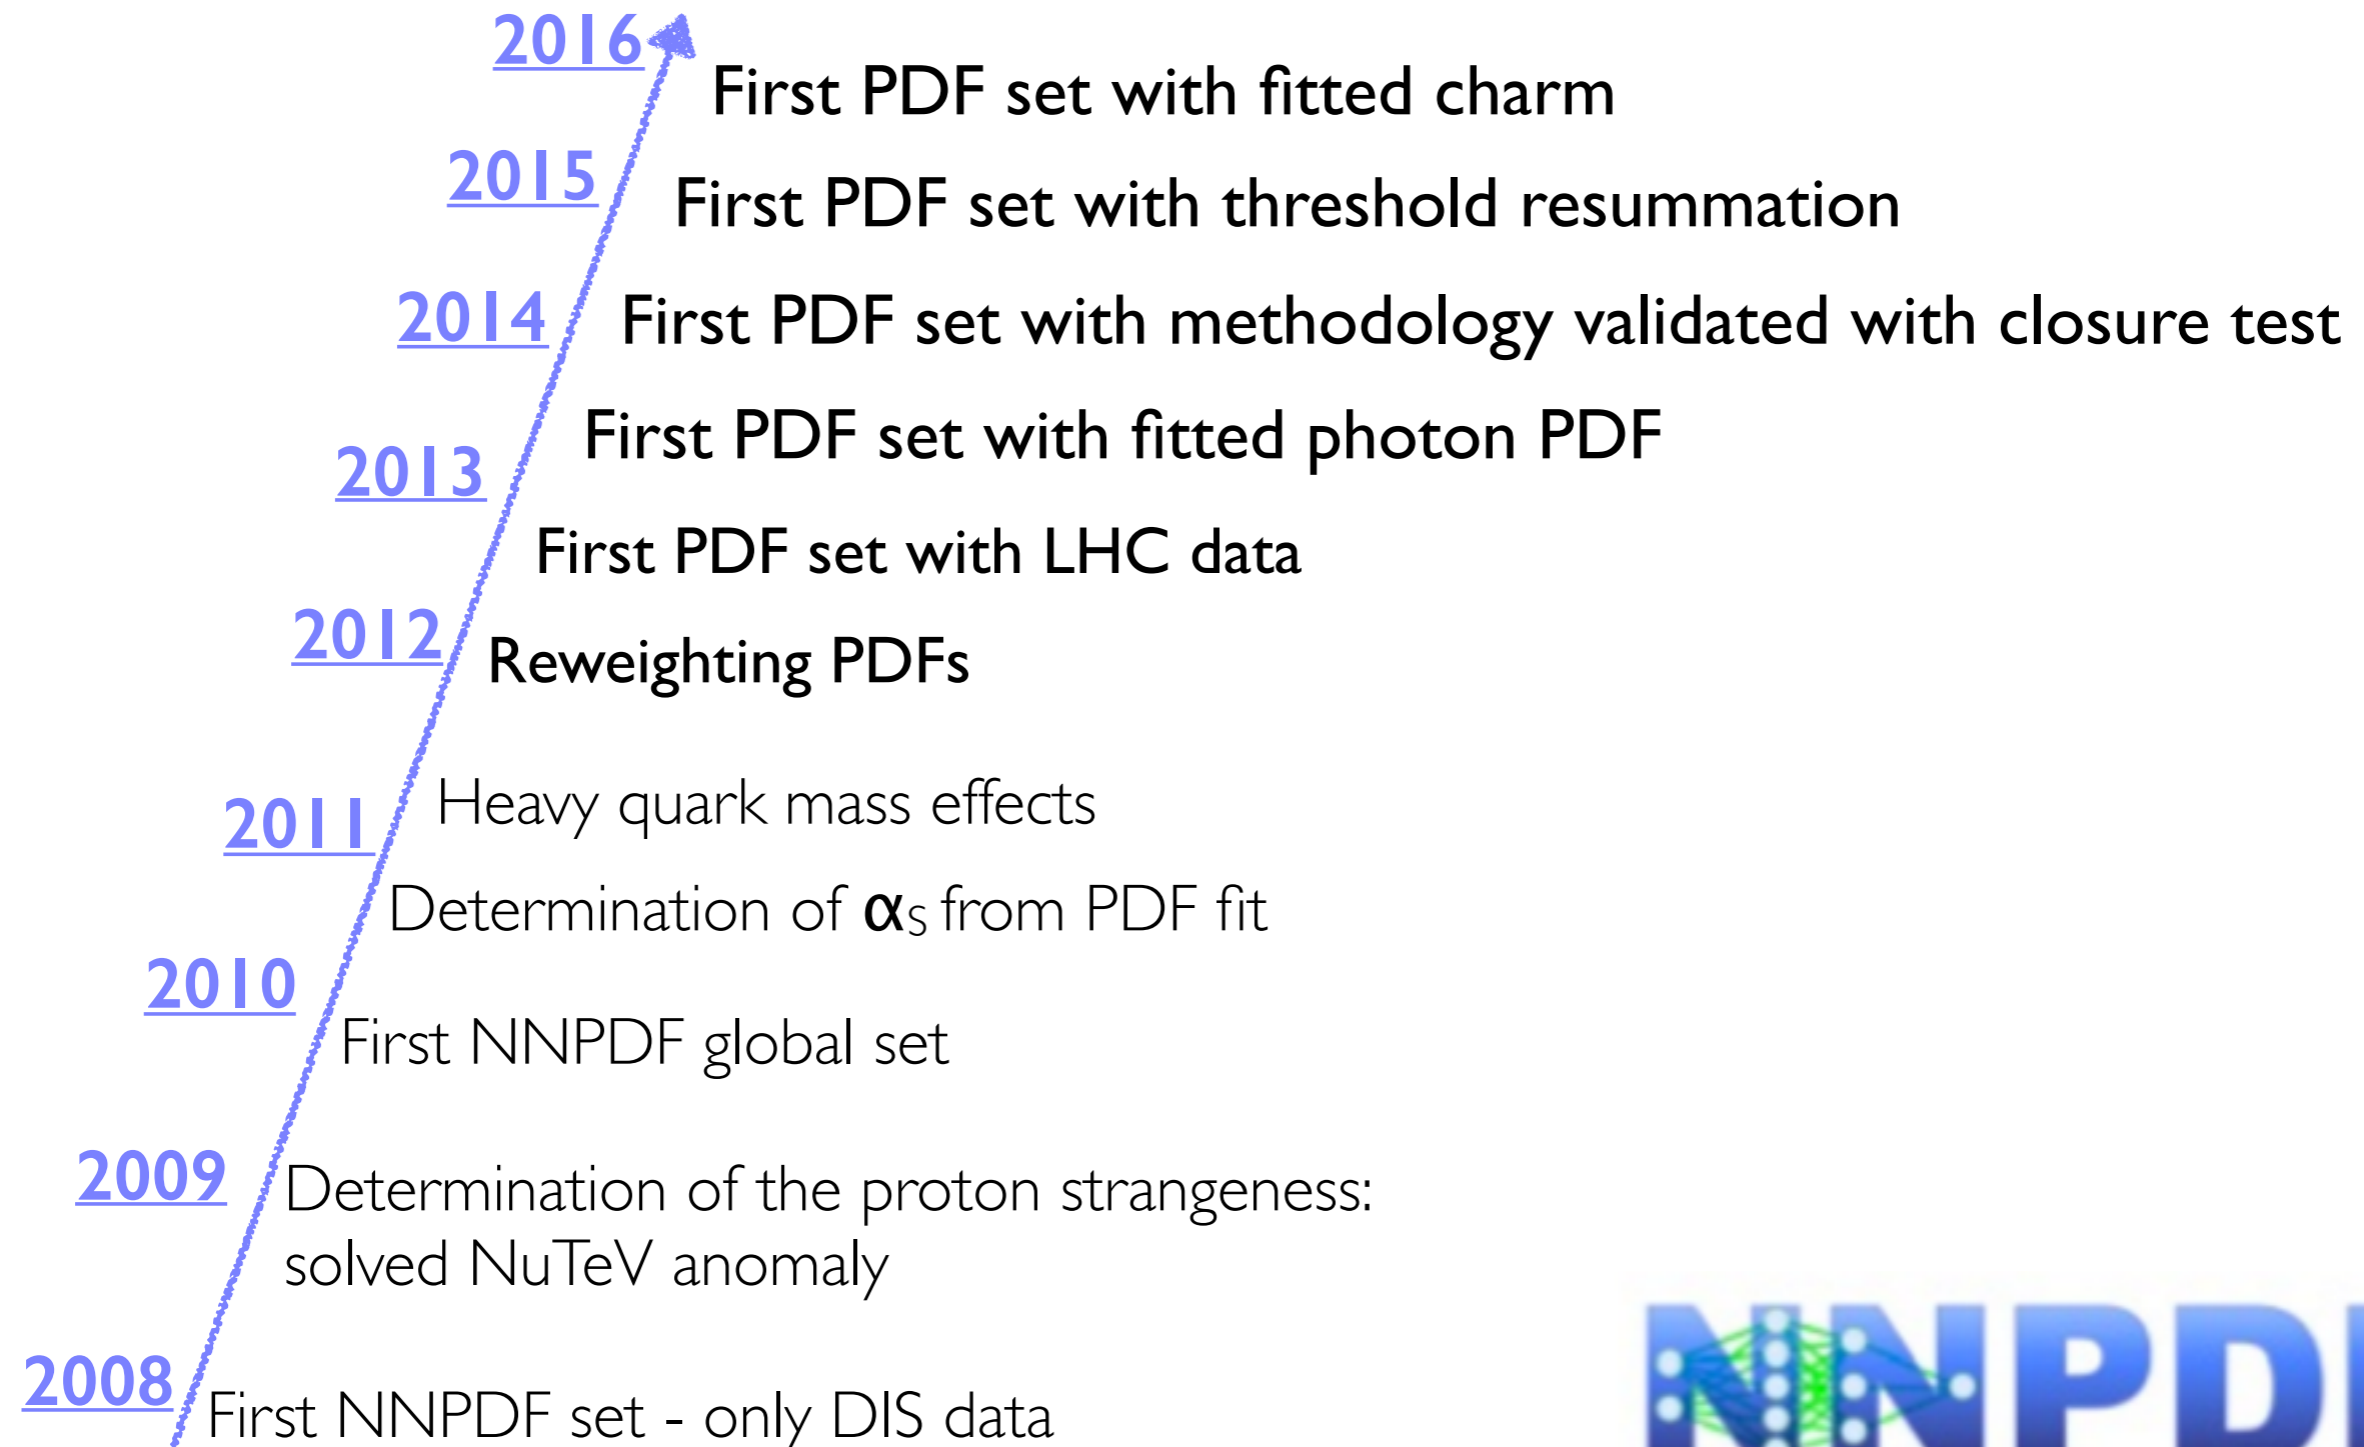 2016
First PDF set with fitted charm
2015
First PDF set with threshold resummation
2014
First PDF set with methodology validated with closure test
First PDF set with fitted photon PDF
2013
First PDF set with LHC data
2012
Reweighting PDFs
Heavy quark mass effects
2011
Determination of αS from PDF fit
2010
First NNPDF global set
2009
Determination of the proton strangeness:
solved NuTeV anomaly
2008
First NNPDF set - only DIS data
NNPD